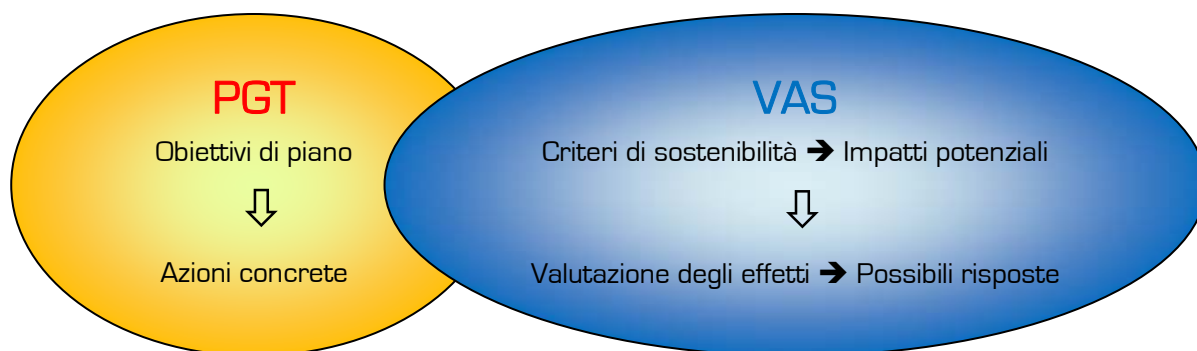 PGT
Obiettivi di piano
⇩
Azioni concrete
VAS
Criteri di sostenibilità ➔ Impatti potenziali
⇩
Valutazione degli effetti ➔ Possibili risposte